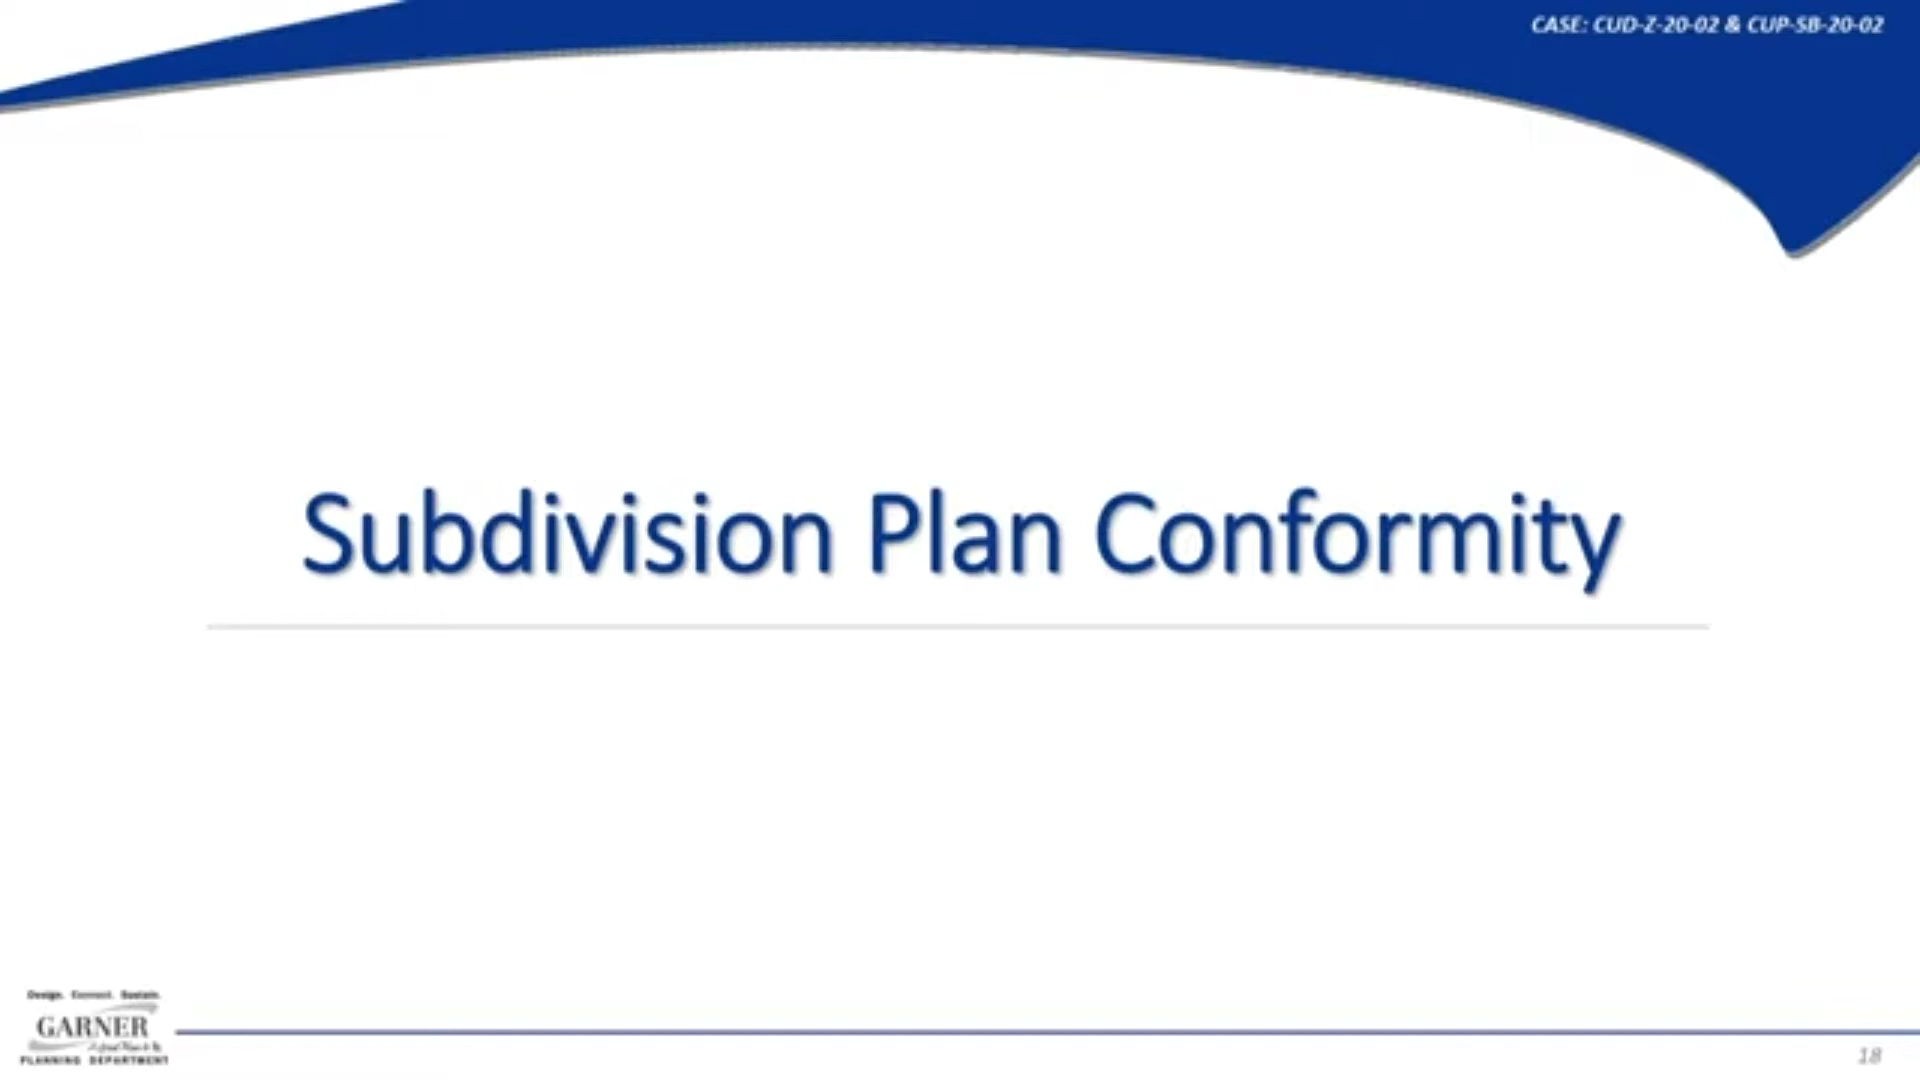 CASE: CUD-Z-20-02 & CUP-SB-20-02
Subdivision Plan Conformity
Design. Connect. Sustain.
GARNER
PLANNING DEPARTMENT
18